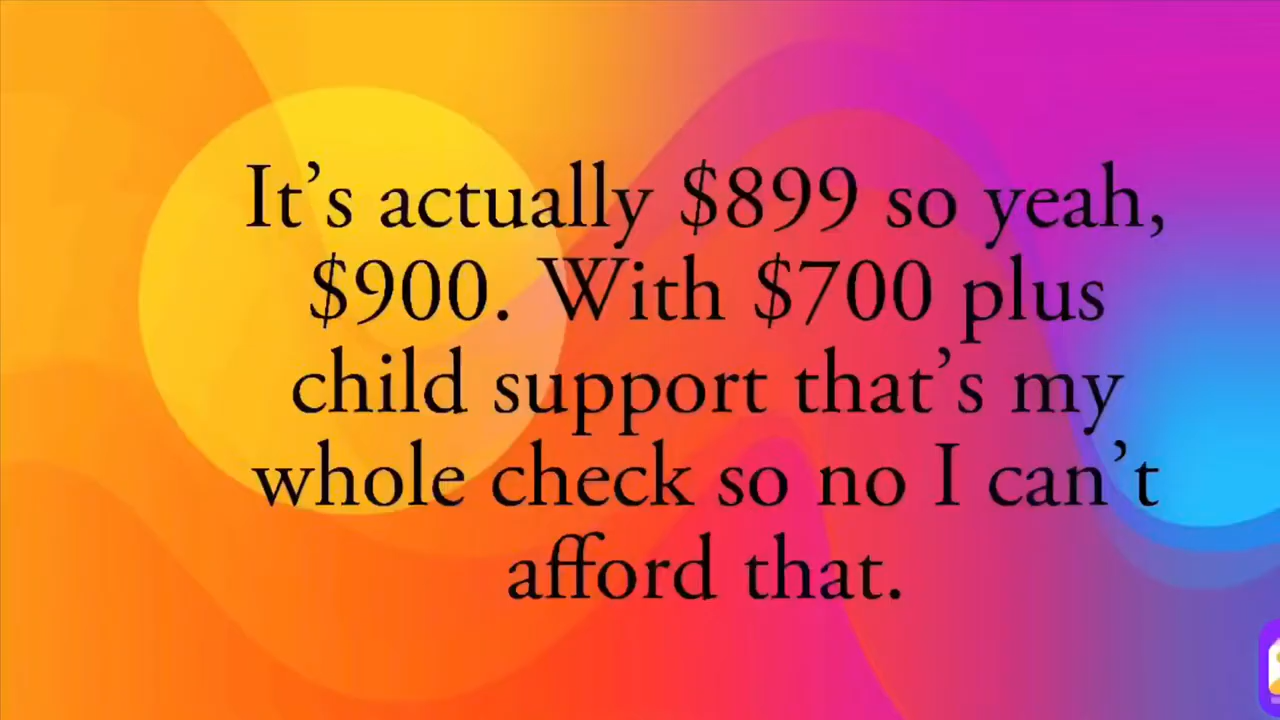 It’s actually $899 so yeah,
$900. With $700 plus
child support that’s my
whole check so no I can’t
afford that.